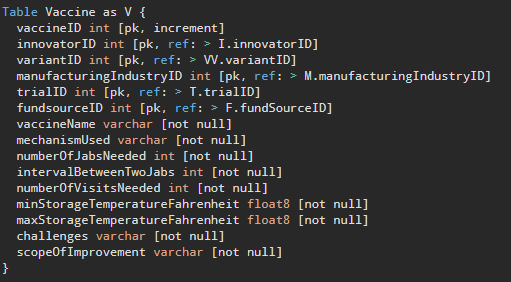 Table Vaccine as V {
  vaccineID int [pk, increment]
  innovatorID int [pk, ref: > I.innovatorID]
  variantID int [pk, ref: > VV.variantID]
  manufacturingIndustryID int [pk, ref: > M.manufacturingIndustryID]
  trialID int [pk, ref: > T.trialID]
  fundsourceID int [pk, ref: > F.fundSourceID]
  vaccineName varchar [not null]
  mechanismUsed varchar [not null]
  numberOfJabsNeeded int [not null]
  intervalBetweenTwoJabs int [not null]
  numberOfVisitsNeeded int [not null]
  minStorageTemperatureFahrenheit float8 [not null]
  maxStorageTemperatureFahrenheit float8 [not null]
  challenges varchar [not null]
  scopeOfImprovement varchar [not null]
}